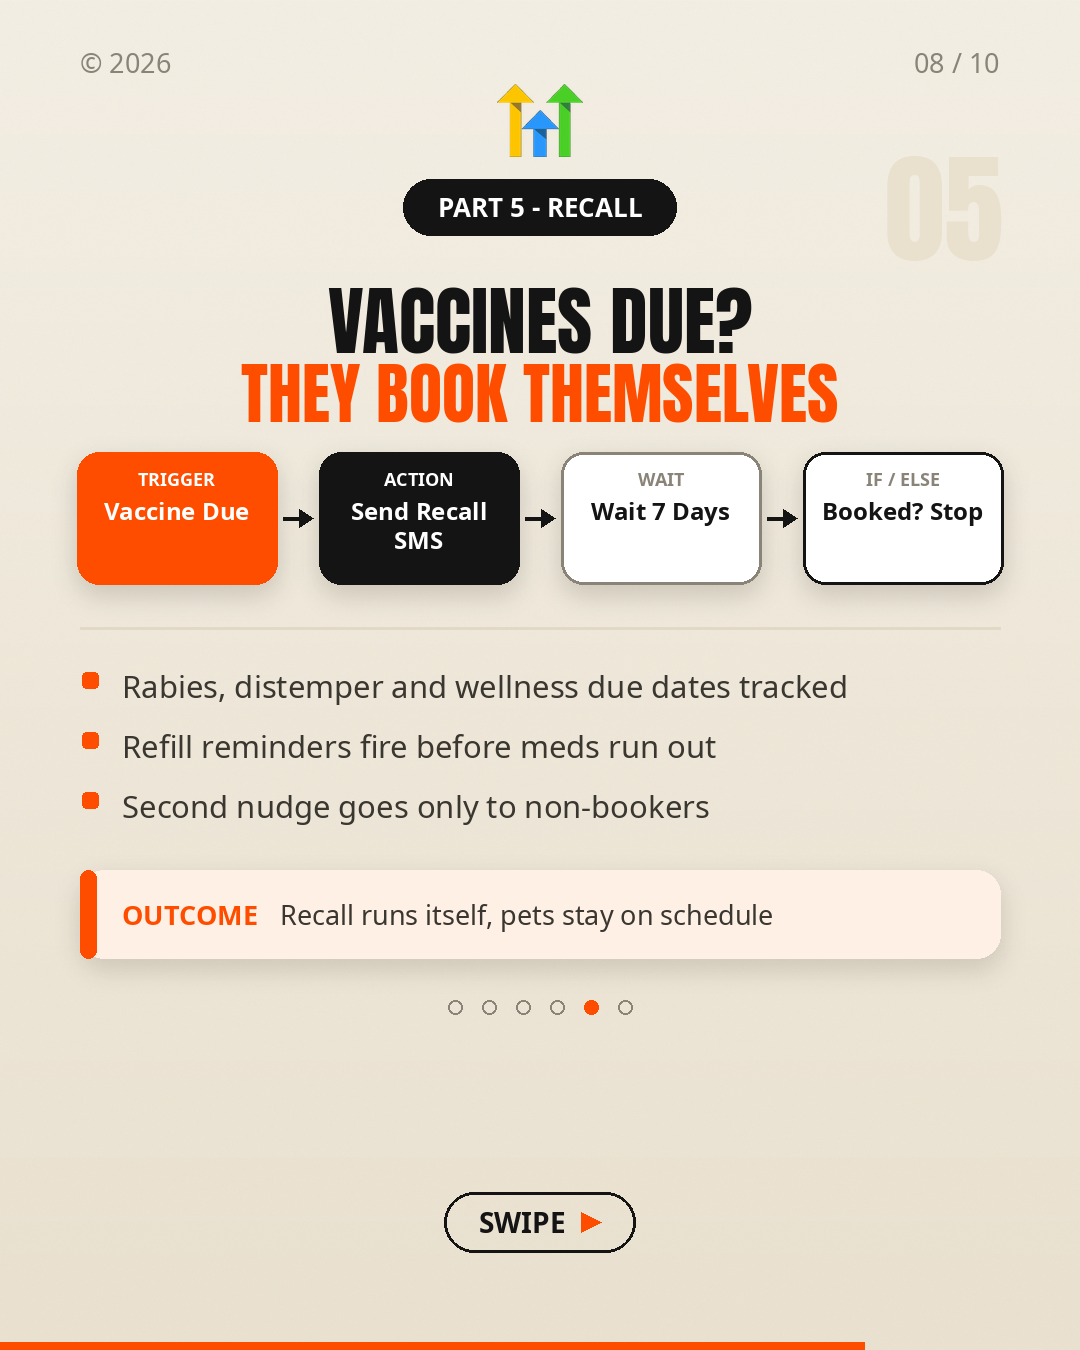 © 2026
08 / 10
PART 5 - RECALL
05
VACCINES DUE?
THEY BOOK THEMSELVES
TRIGGER
Vaccine Due
ACTION
Send Recall
SMS
WAIT
Wait 7 Days
IF / ELSE
Booked? Stop
Rabies, distemper and wellness due dates tracked
Refill reminders fire before meds run out
Second nudge goes only to non-bookers
OUTCOME Recall runs itself, pets stay on schedule
SWIPE